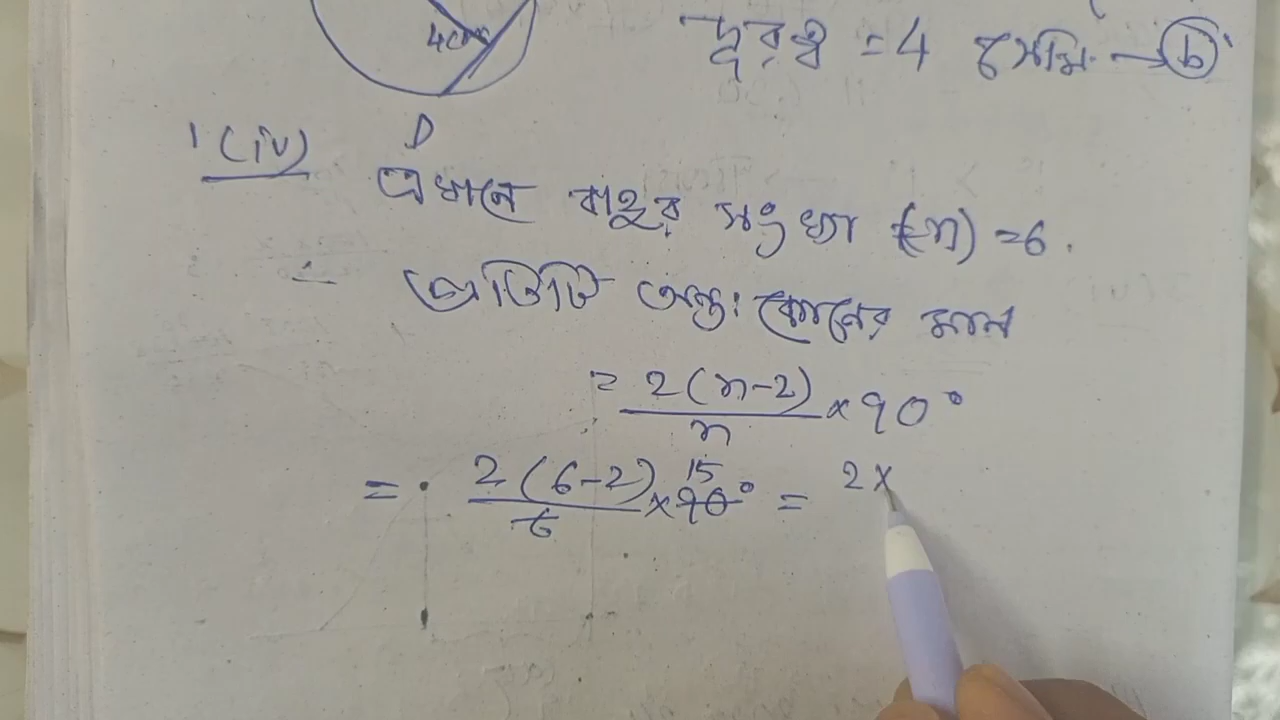 4cm
দূরত্ব = 4 সেমি. → (b)
D
1 (iv) এখানে বাহুর সংখ্যা (n) = 6.
প্রতিটি অন্তঃকোনের মান
= 2(n-2)/n × 90°
= 2(6-2)/6 × 90° 15 = 2×